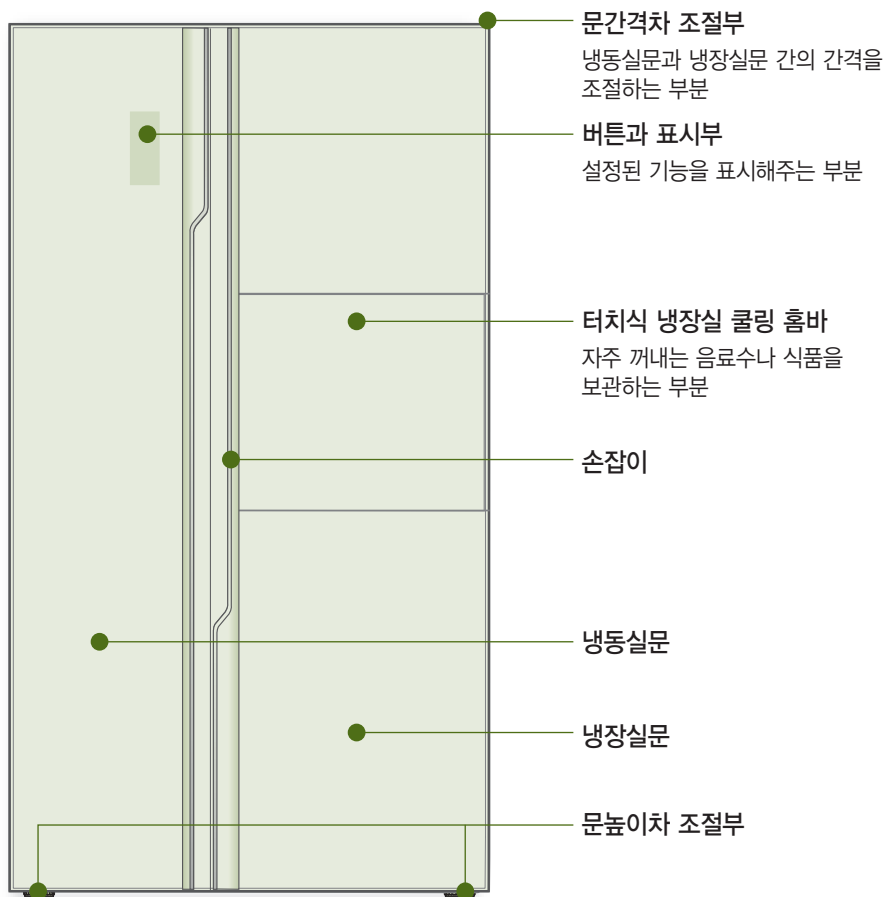 문간격차 조절부
냉동실문과 냉장실문 간의 간격을
조절하는 부분
버튼과 표시부
설정된 기능을 표시해주는 부분
터치식 냉장실 쿨링 홈바
자주 꺼내는 음료수나 식품을
보관하는 부분
손잡이
냉동실문
냉장실문
문높이차 조절부